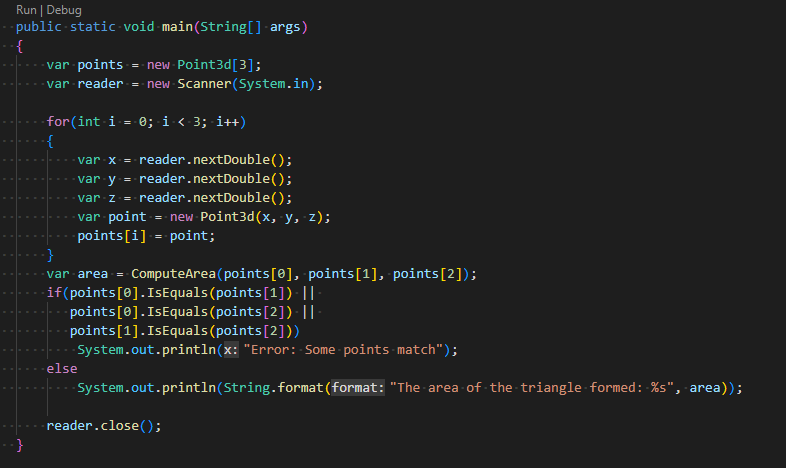 Run | Debug
public static void main(String[] args)
{
var points = new Point3d[3];
var reader = new Scanner(System.in);
for(int i = 0; i < 3; i++)
{
var x = reader.nextDouble();
var y = reader.nextDouble();
var z = reader.nextDouble();
var point = new Point3d(x, y, z);
points[i] = point;
}
var area = ComputeArea(points[0], points[1], points[2]);
if(points[0].IsEquals(points[1]) ||
points[0].IsEquals(points[2]) ||
points[1].IsEquals(points[2]))
System.out.println(x: "Error: Some points match");
else
System.out.println(String.format(format: "The area of the triangle formed: %s", area));
reader.close();
}